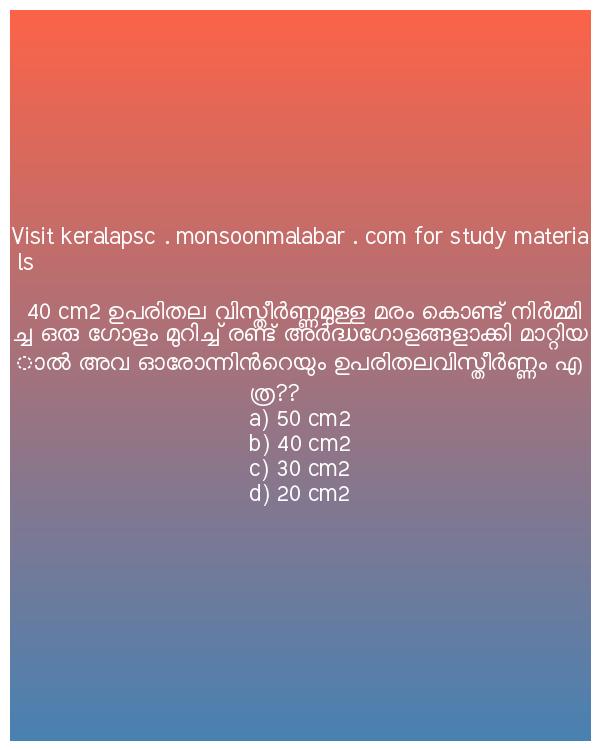 Visit keralapsc . monsoonmalabar . com for study materia
ls
40 cm2 ഉപരിതല വിസ്തീർണ്ണമുള്ള മരം കൊണ്ട് നിർമ്മി
ച്ച ഒരു ഗോളം മുറിച്ച് രണ്ട് അർദ്ധഗോളങ്ങളാക്കി മാറ്റിയ
ാൽ അവ ഓരോന്നിൻറെയും ഉപരിതലവിസ്തീർണ്ണം എ
ത്ര??
a) 50 cm2
b) 40 cm2
c) 30 cm2
d) 20 cm2